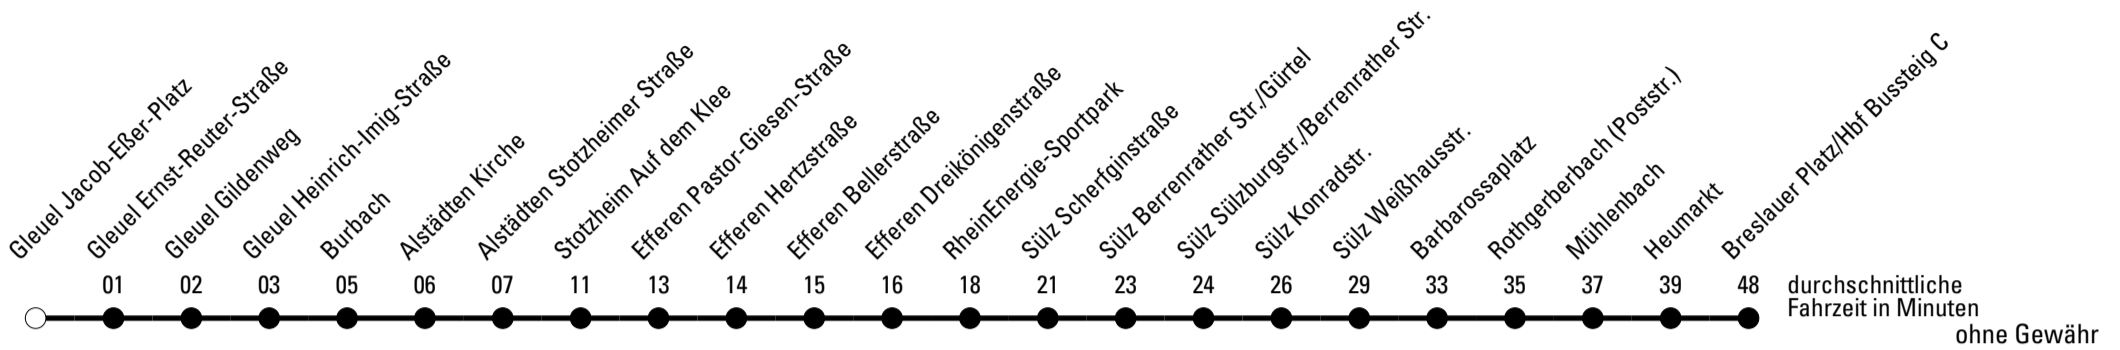 Gleuel Jacob-Eßer-Platz
Gleuel Ernst-Reuter-Straße
Gleuel Gildenweg
Gleuel Heinrich-Imig-Straße
Burbach
Alstädten Kirche
Alstädten Stotzheimer Straße
Stotzheim Auf dem Klee
Efferen Pastor-Giesen-Straße
Efferen Hertzstraße
Efferen Bellerstraße
Efferen Dreikönigenstraße
RheinEnergie-Sportpark
Sülz Scherfginstraße
Sülz Berrenrather Str./Gürtel
Sülz Sülzburgstr./Berrenrather Str.
Sülz Konradstr.
Sülz Weißhausstr.
Barbarossaplatz
Rothgerberbach (Poststr.)
Mühlenbach
Heumarkt
Breslauer Platz/Hbf Bussteig C
01 02 03 05 06 07 11 13 14 15 16 18 21 23 24 26 29 33 35 37 39 48
durchschnittliche
Fahrzeit in Minuten
ohne Gewähr